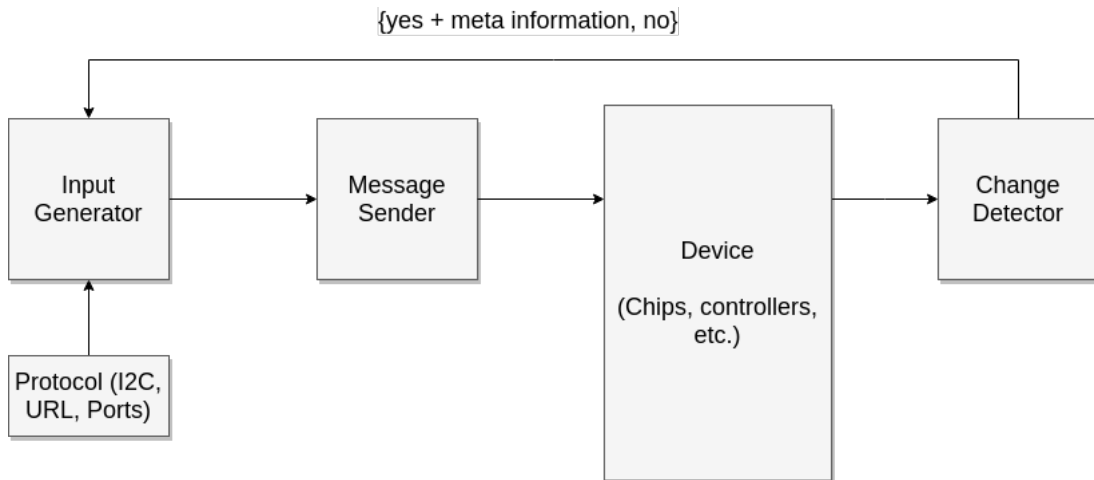 {yes + meta information, no}
Input
Generator
Message
Sender
Device
(Chips, controllers,
etc.)
Change
Detector
Protocol (I2C,
URL, Ports)